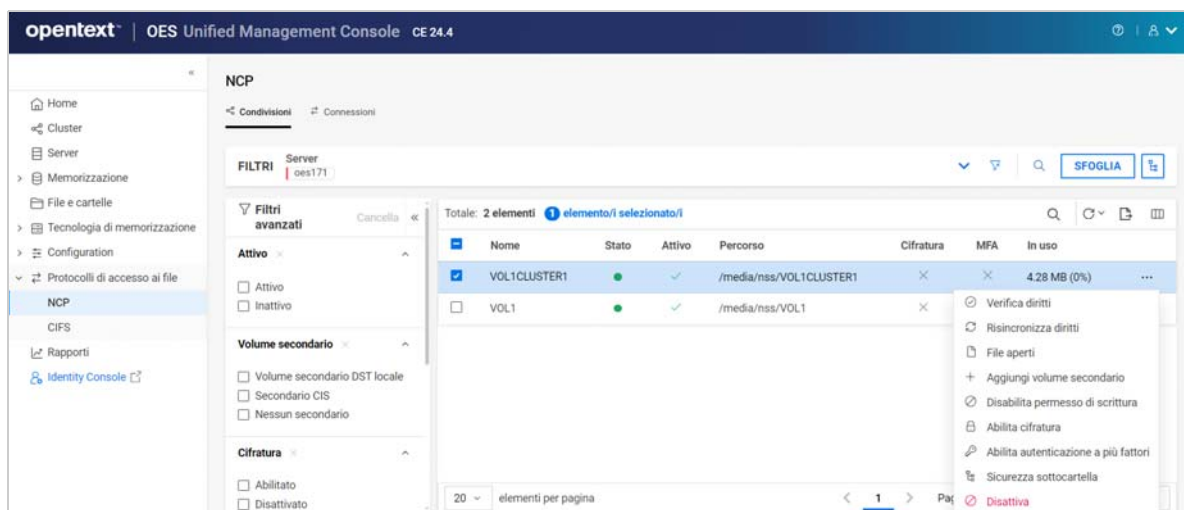 opentext™ | OES Unified Management Console CE 24.4
«
Home
Cluster
Server
Memorizzazione
File e cartelle
Tecnologia di memorizzazione
Configuration
Protocolli di accesso ai file
NCP
CIFS
Rapporti
Identity Console
NCP
Condivisioni Connessioni
FILTRI Server
oes171
SFOGLIA
Filtri avanzati
Cancella «
Attivo ×
Attivo
Inattivo
Volume secondario ×
Volume secondario DST locale
Secondario CIS
Nessun secondario
Cifratura ×
Abilitato
Disattivato
Totale: 2 elementi 1 elemento/i selezionato/i
Nome Stato Attivo Percorso Cifratura MFA In uso
VOL1CLUSTER1 /media/nss/VOL1CLUSTER1 4.28 MB (0%) ...
VOL1 /media/nss/VOL1
Verifica diritti
Risincronizza diritti
File aperti
Aggiungi volume secondario
Disabilita permesso di scrittura
Abilita cifratura
Abilita autenticazione a più fattori
Sicurezza sottocartella
Disattiva
20 elementi per pagina < 1 > Pag